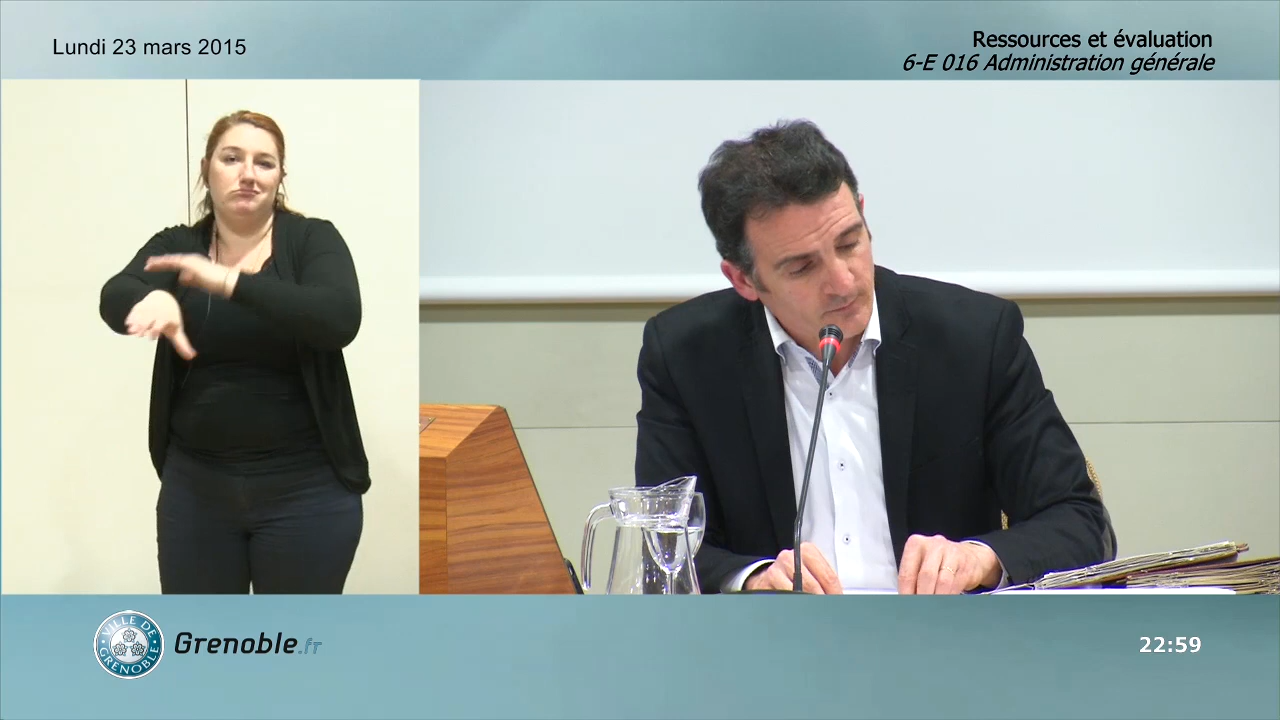 Lundi 23 mars 2015
Ressources et évaluation
6-E 016 Administration générale
VILLE DE GRENOBLE
Grenoble.fr
22:59